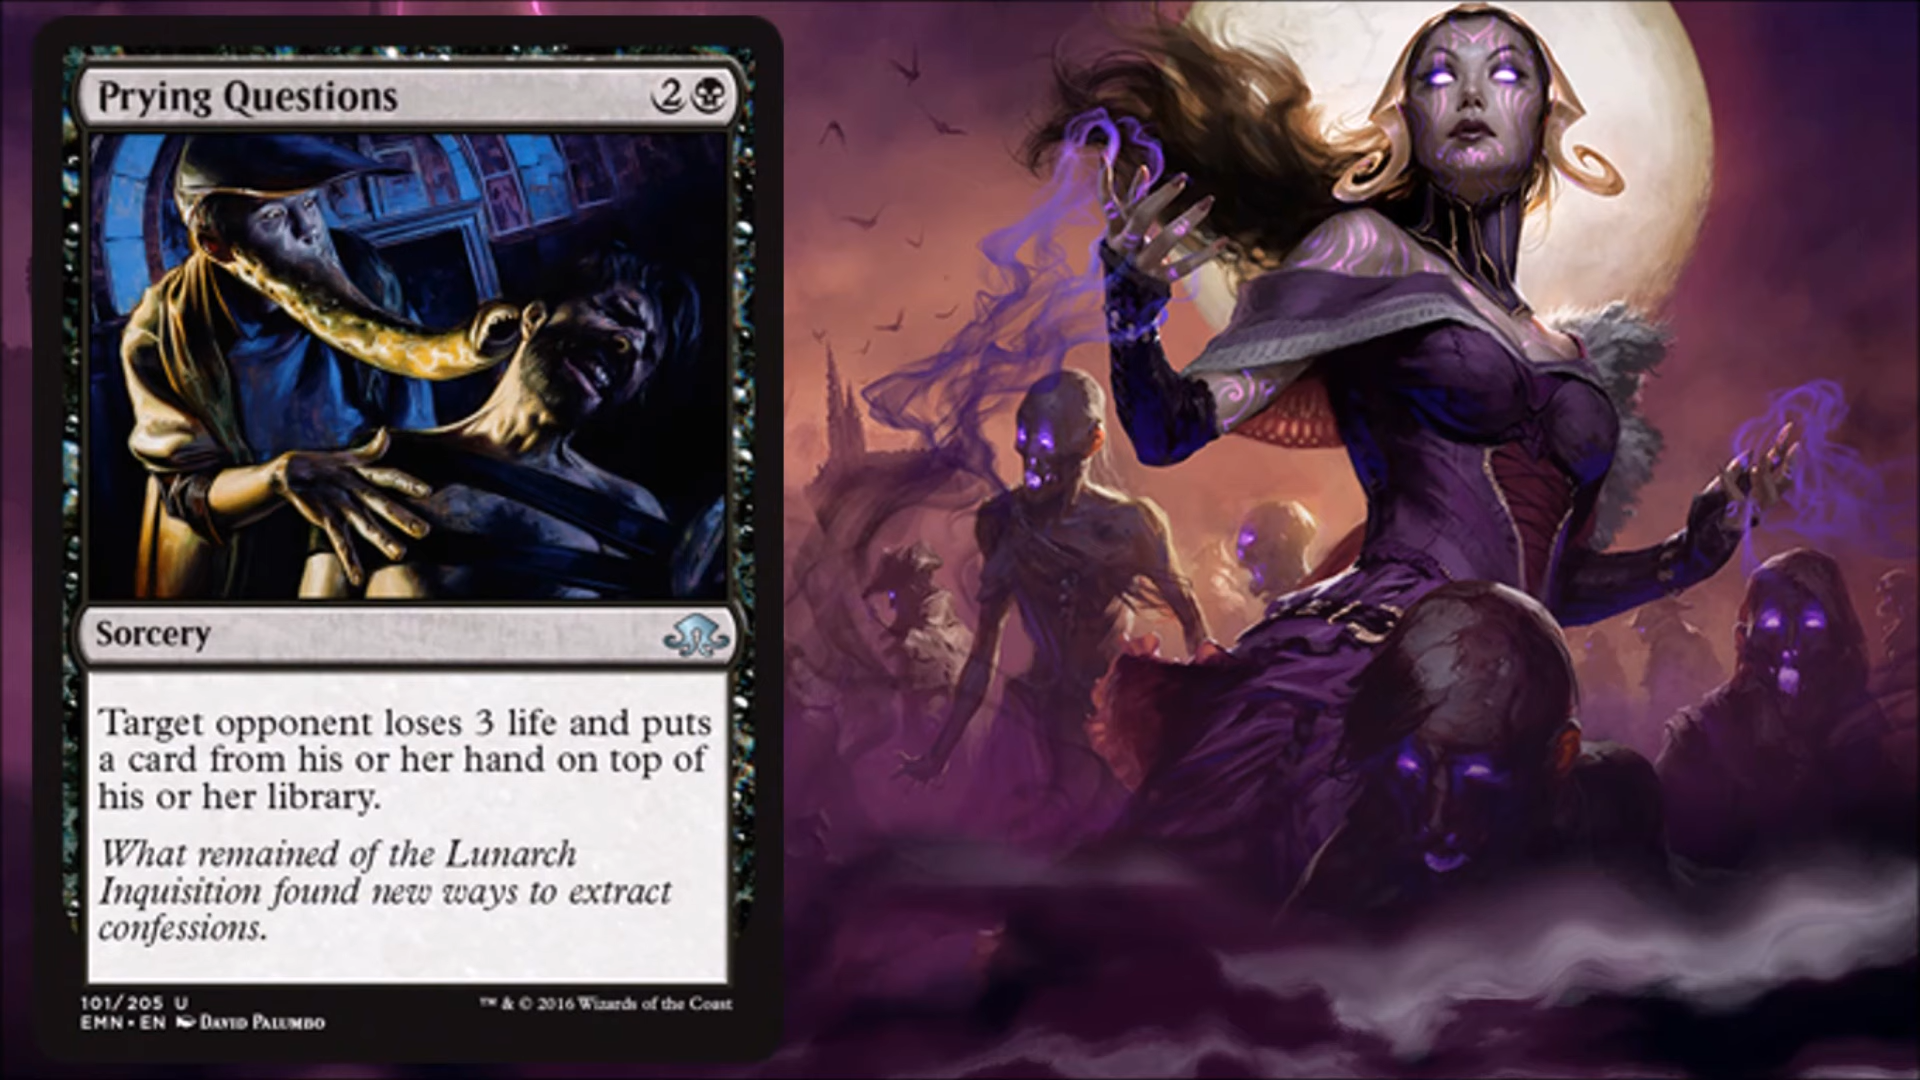 Prying Questions 2
Sorcery
Target opponent loses 3 life and puts
a card from his or her hand on top of
his or her library.
What remained of the Lunarch
Inquisition found new ways to extract
confessions.
101/205 U
™ & © 2016 Wizards of the Coast
EMN • EN David Palumbo